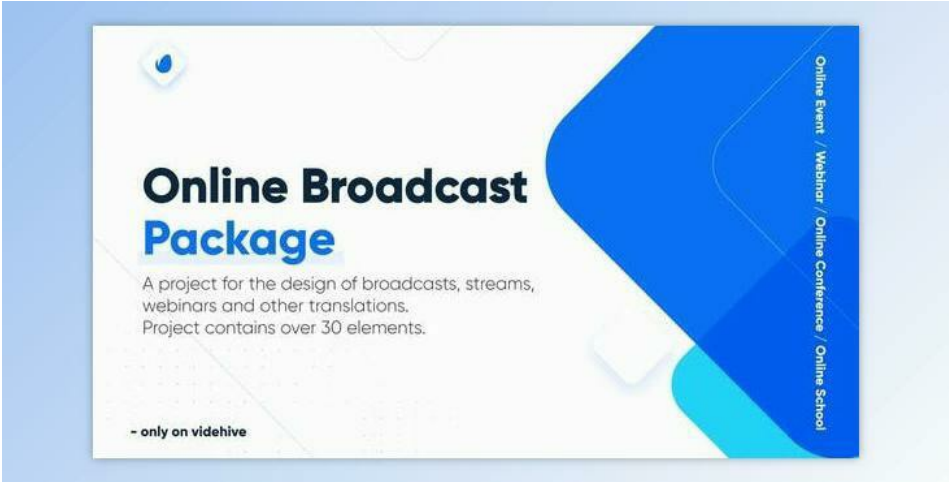 Online Broadcast
Package
A project for the design of broadcasts, streams,
webinars and other translations.
Project contains over 30 elements.
- only on videhive
Online Event / Webinar / Online Conference / Online School